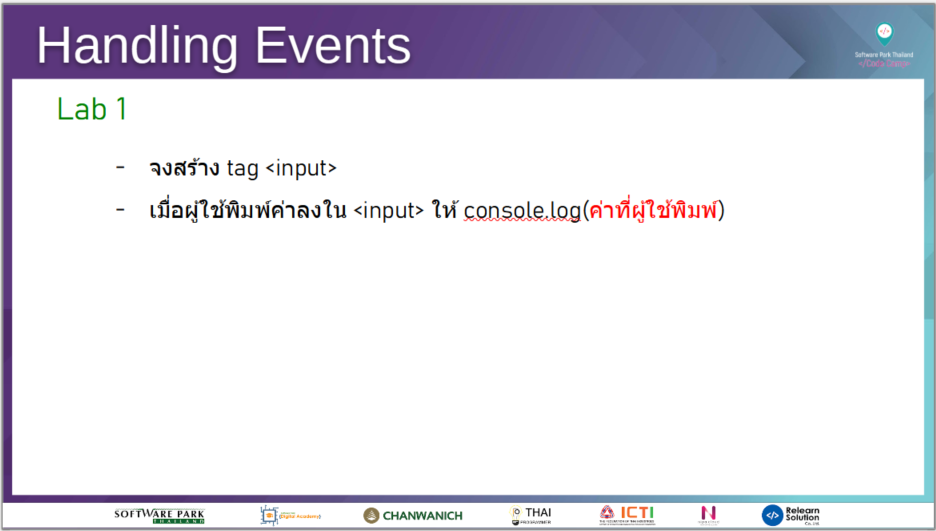 Handling Events
Software Park Thailand
Lab 1
- จงสร้าง tag <input>
- เมื่อผู้ใช้พิมพ์ค่าลงใน <input> ให้ console.log(ค่าที่ผู้ใช้พิมพ์)
SOFTWARE PARK
THAILAND
Digital Academy
CHANWANICH
THAI
PROGRAMMER
ICTI
N
Relearn
Solution
Co.,Ltd